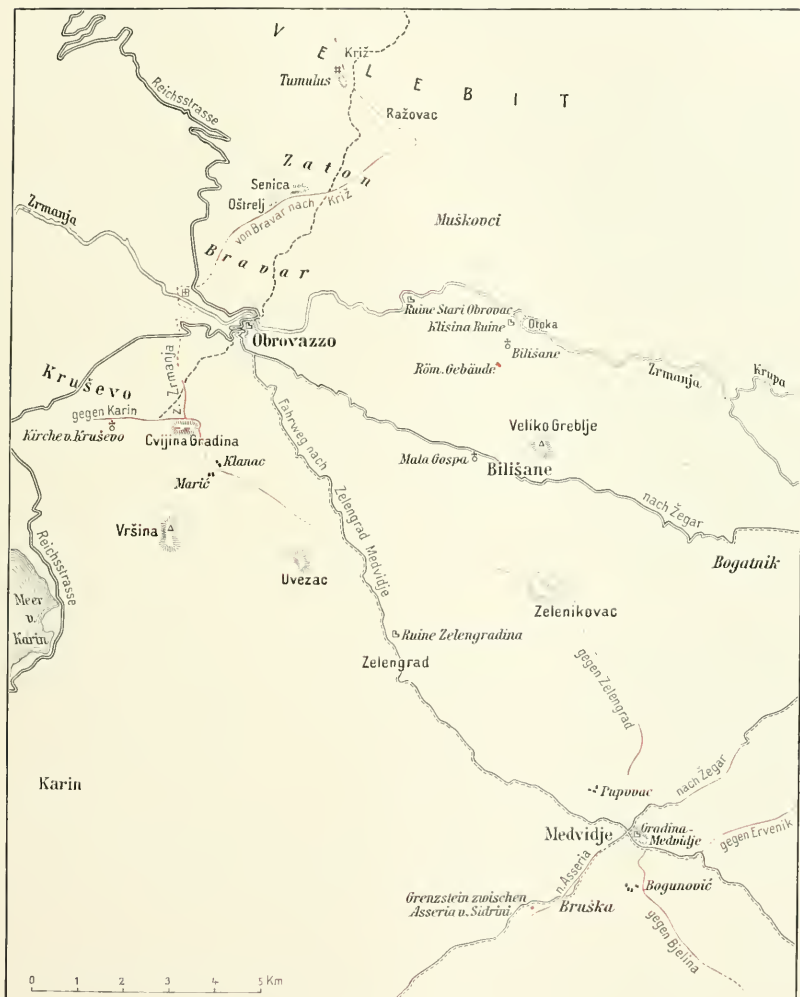 VELEBIT
Križ
Tumulus
Reichsstrasse
Ražovac
Zaton
Senica
Oštrelj
von Bravar nach Križ
Zrmanja
Muškovci
Bravar
Ruine Stari Obrovac
Klisina Ruine
Otoka
Obrovazzo
Bilišane
Röm. Gebäude
Zrmanja
Krupa
z. Zrmanja
Kruševo
gegen Karin
Kirche v. Kruševo
Cvijina Gradina
Veliko Greblje
Mala Gospa
Bilišane
Klanac
Marić
Fahrweg nach Zelengrad Medvidje
nach Žegar
Vršina
Reichsstrasse
Uvezac
Bogatnik
Meer
v.
Karin
Zelenikovac
Ruine Zelengradina
Zelengrad
gegen Zelengrad
Karin
Pupovac
nach Žegar
Medvidje
Gradina-
Medvidje
gegen Ervenik
n. Asseria
Bogunović
Grenzstein zwischen
Asseria u. Sidrini
Bruška
gegen Bjelina
0 1 2 3 4 5 Km